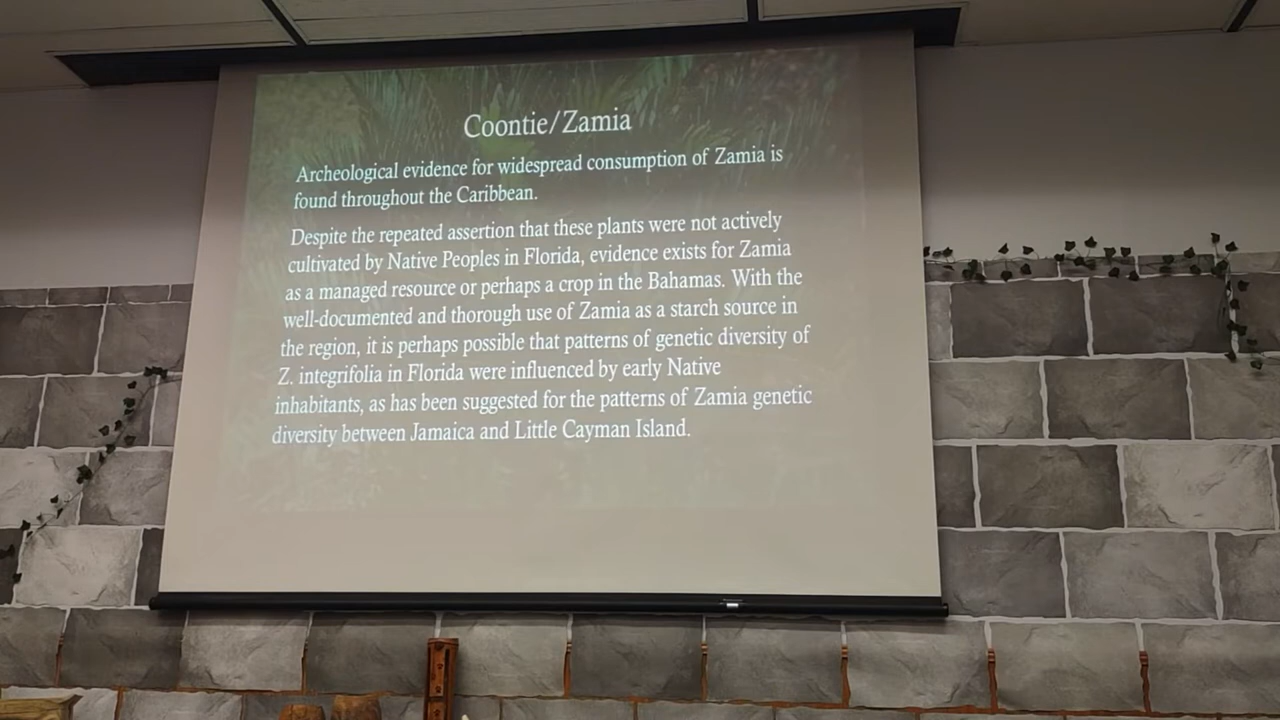 Coontie/Zamia
Archeological evidence for widespread consumption of Zamia is
found throughout the Caribbean.
Despite the repeated assertion that these plants were not actively
cultivated by Native Peoples in Florida, evidence exists for Zamia
as a managed resource or perhaps a crop in the Bahamas. With the
well-documented and thorough use of Zamia as a starch source in
the region, it is perhaps possible that patterns of genetic diversity of
Z. integrifolia in Florida were influenced by early Native
inhabitants, as has been suggested for the patterns of Zamia genetic
diversity between Jamaica and Little Cayman Island.